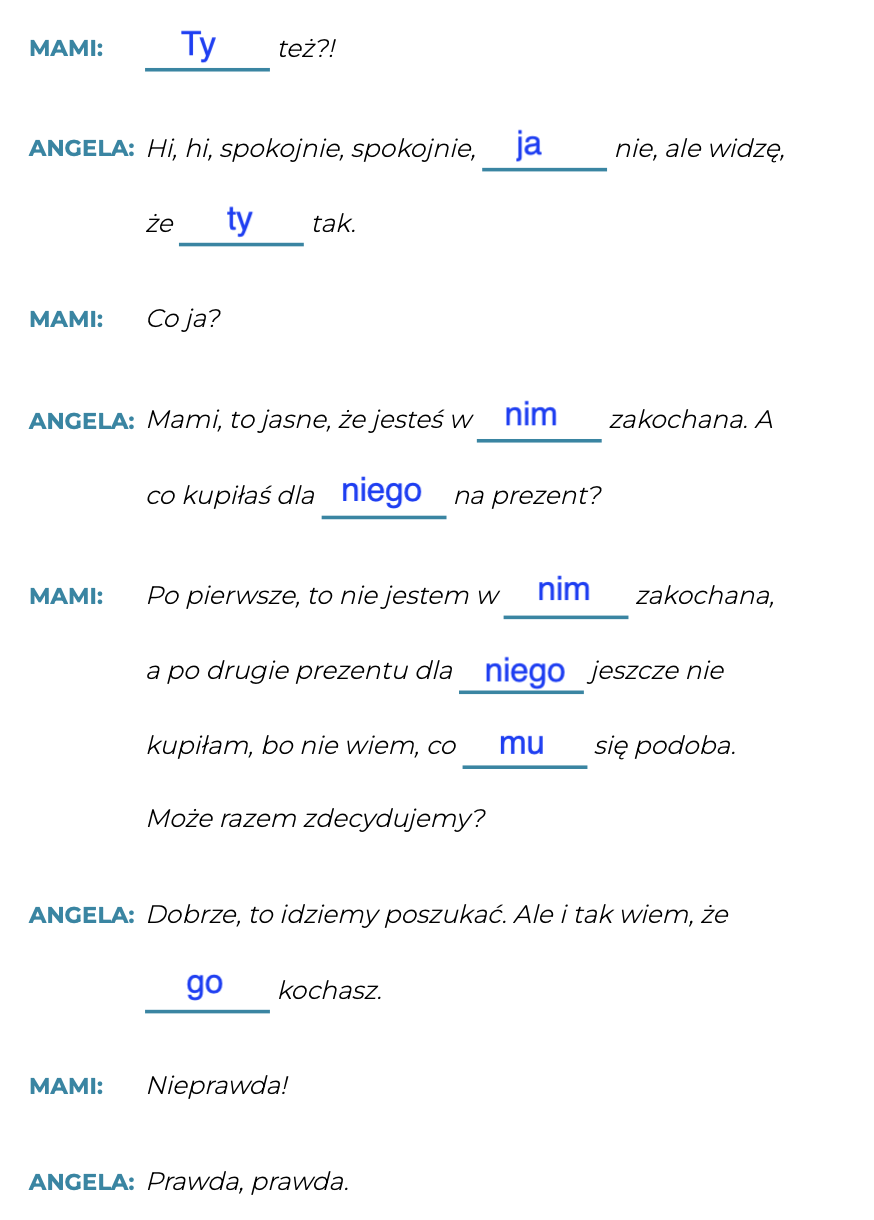 MAMI: Ty też?!
ANGELA: Hi, hi, spokojnie, spokojnie, ja nie, ale widzę,
że ty tak.
MAMI: Co ja?
ANGELA: Mami, to jasne, że jesteś w nim zakochana. A
co kupiłaś dla niego na prezent?
MAMI: Po pierwsze, to nie jestem w nim zakochana,
a po drugie prezentu dla niego jeszcze nie
kupiłam, bo nie wiem, co mu się podoba.
Może razem zdecydujemy?
ANGELA: Dobrze, to idziemy poszukać. Ale i tak wiem, że
go kochasz.
MAMI: Nieprawda!
ANGELA: Prawda, prawda.